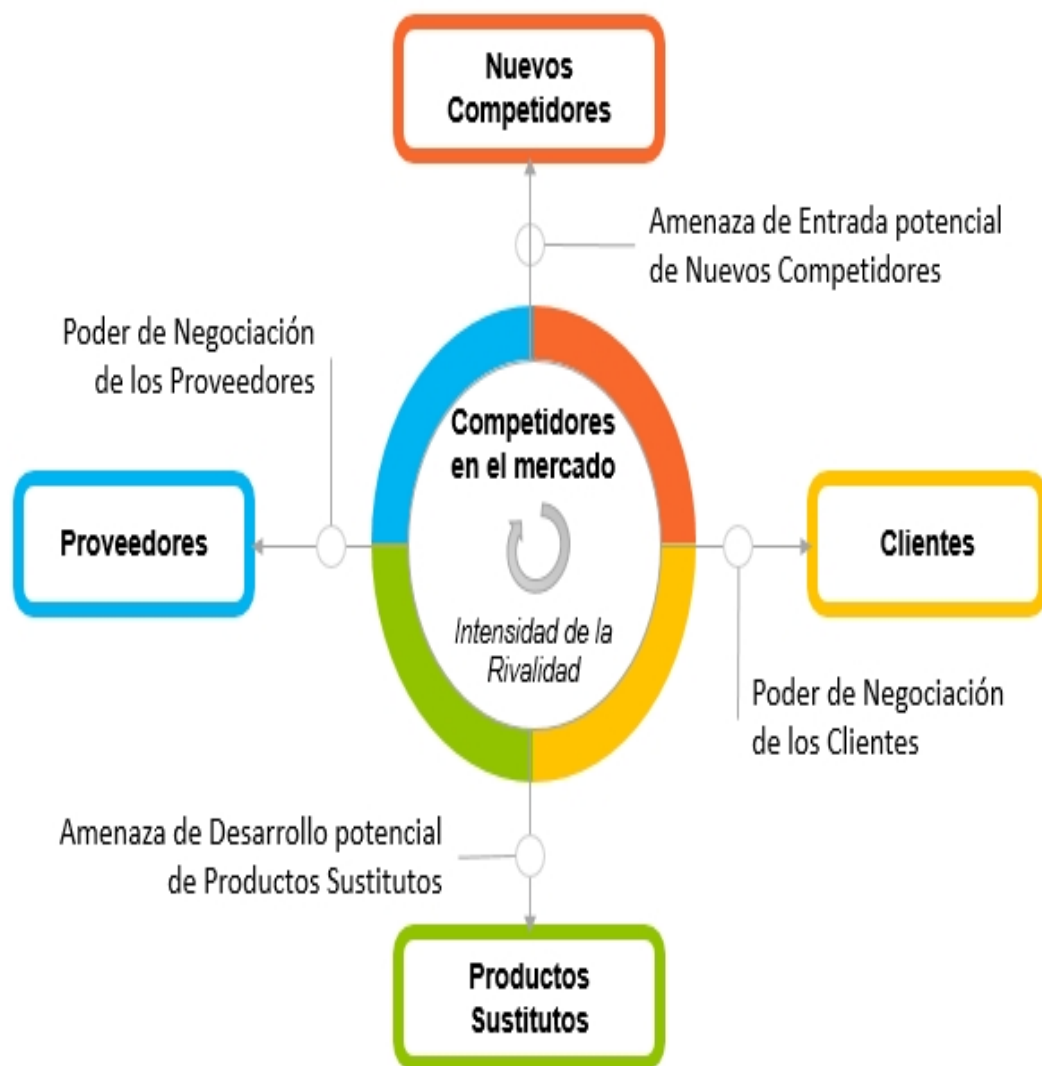 Nuevos
Competidores
Amenaza de Entrada potencial
de Nuevos Competidores
Poder de Negociación
de los Proveedores
Competidores
en el mercado
Proveedores
Clientes
Intensidad de la
Rivalidad
Poder de Negociación
de los Clientes
Amenaza de Desarrollo potencial
de Productos Sustitutos
Productos
Sustitutos